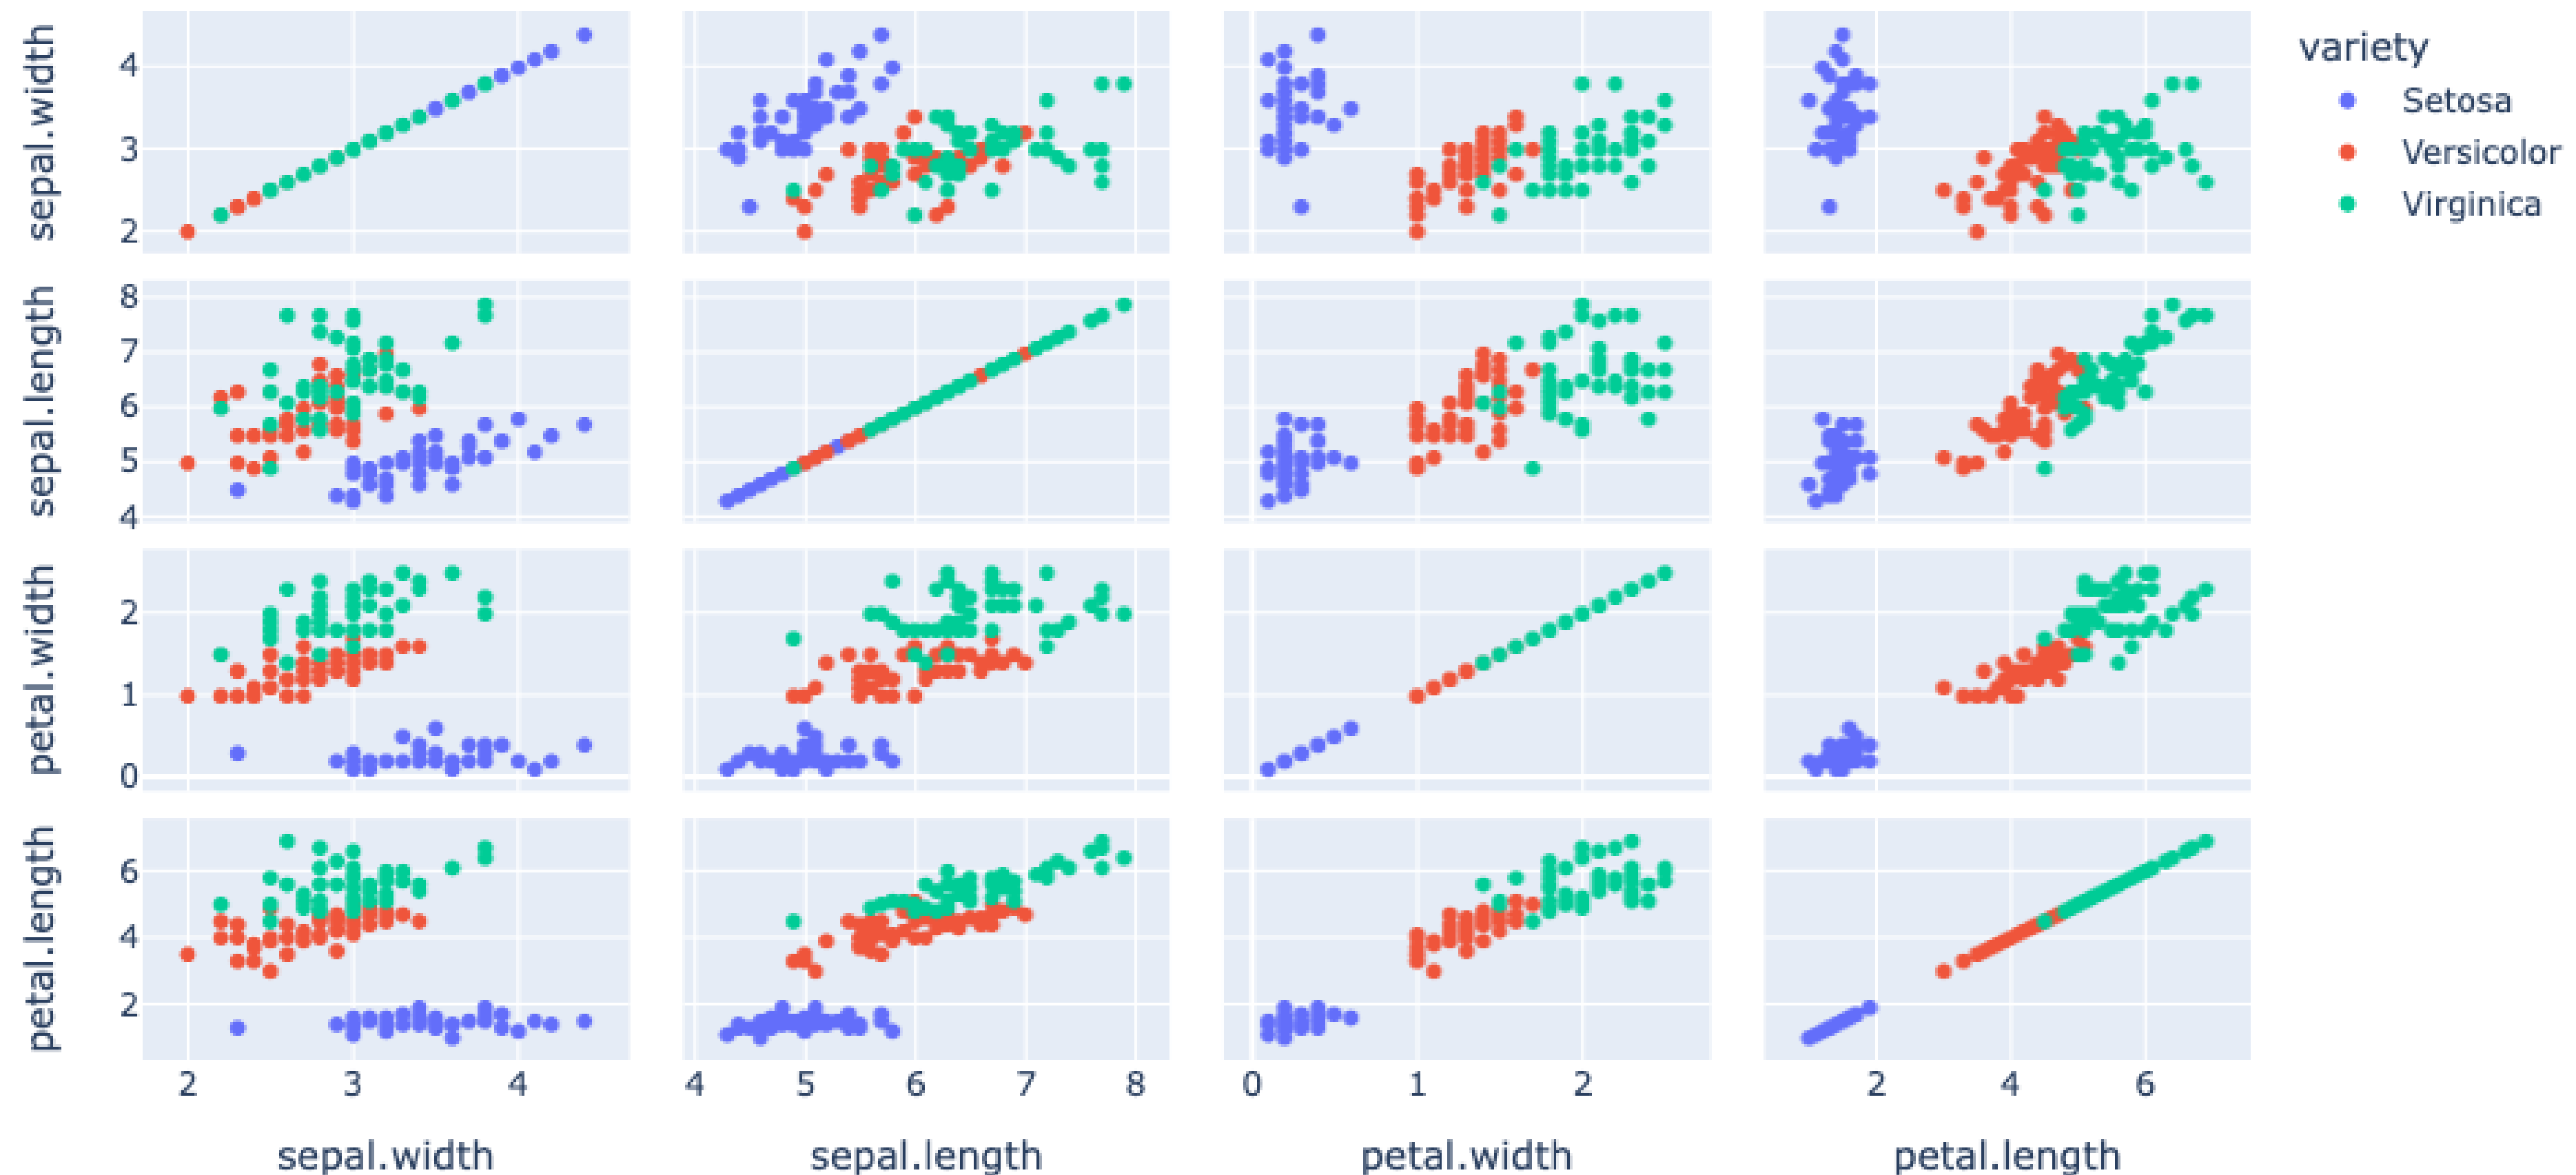 variety
Setosa
Versicolor
Virginica
sepal.width
4
3
2
sepal.length
8
7
6
5
4
petal.width
2
1
0
petal.length
6
4
2
2 3 4 4 5 6 7 8 0 1 2 2 4 6
sepal.width sepal.length petal.width petal.length